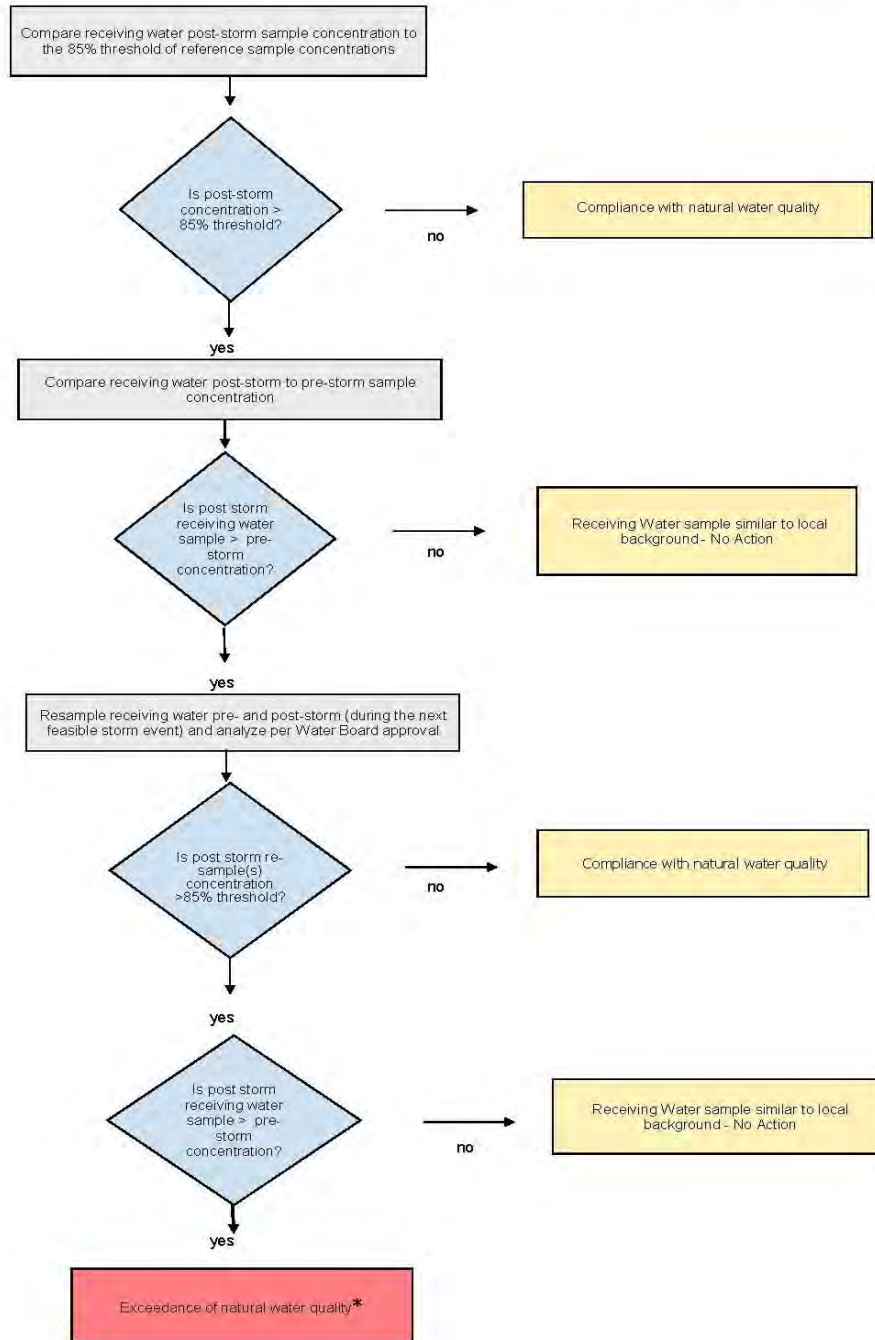 Compare receiving water post-storm sample concentration to
the 85% threshold of reference sample concentrations
Is post-storm
concentration >
85% threshold?
no
Compliance with natural water quality
yes
Compare receiving water post-storm to pre-storm sample
concentration
Is post storm
receiving water
sample > pre-
storm
concentration?
no
Receiving Water sample similar to local
background - No Action
yes
Resample receiving water pre- and post-storm (during the next
feasible storm event) and analyze per Water Board approval
Is post storm re-
sample(s)
concentration
>85% threshold?
no
Compliance with natural water quality
yes
Is post storm
receiving water
sample > pre-
storm
concentration?
no
Receiving Water sample similar to local
background - No Action
yes
Exceedance of natural water quality*